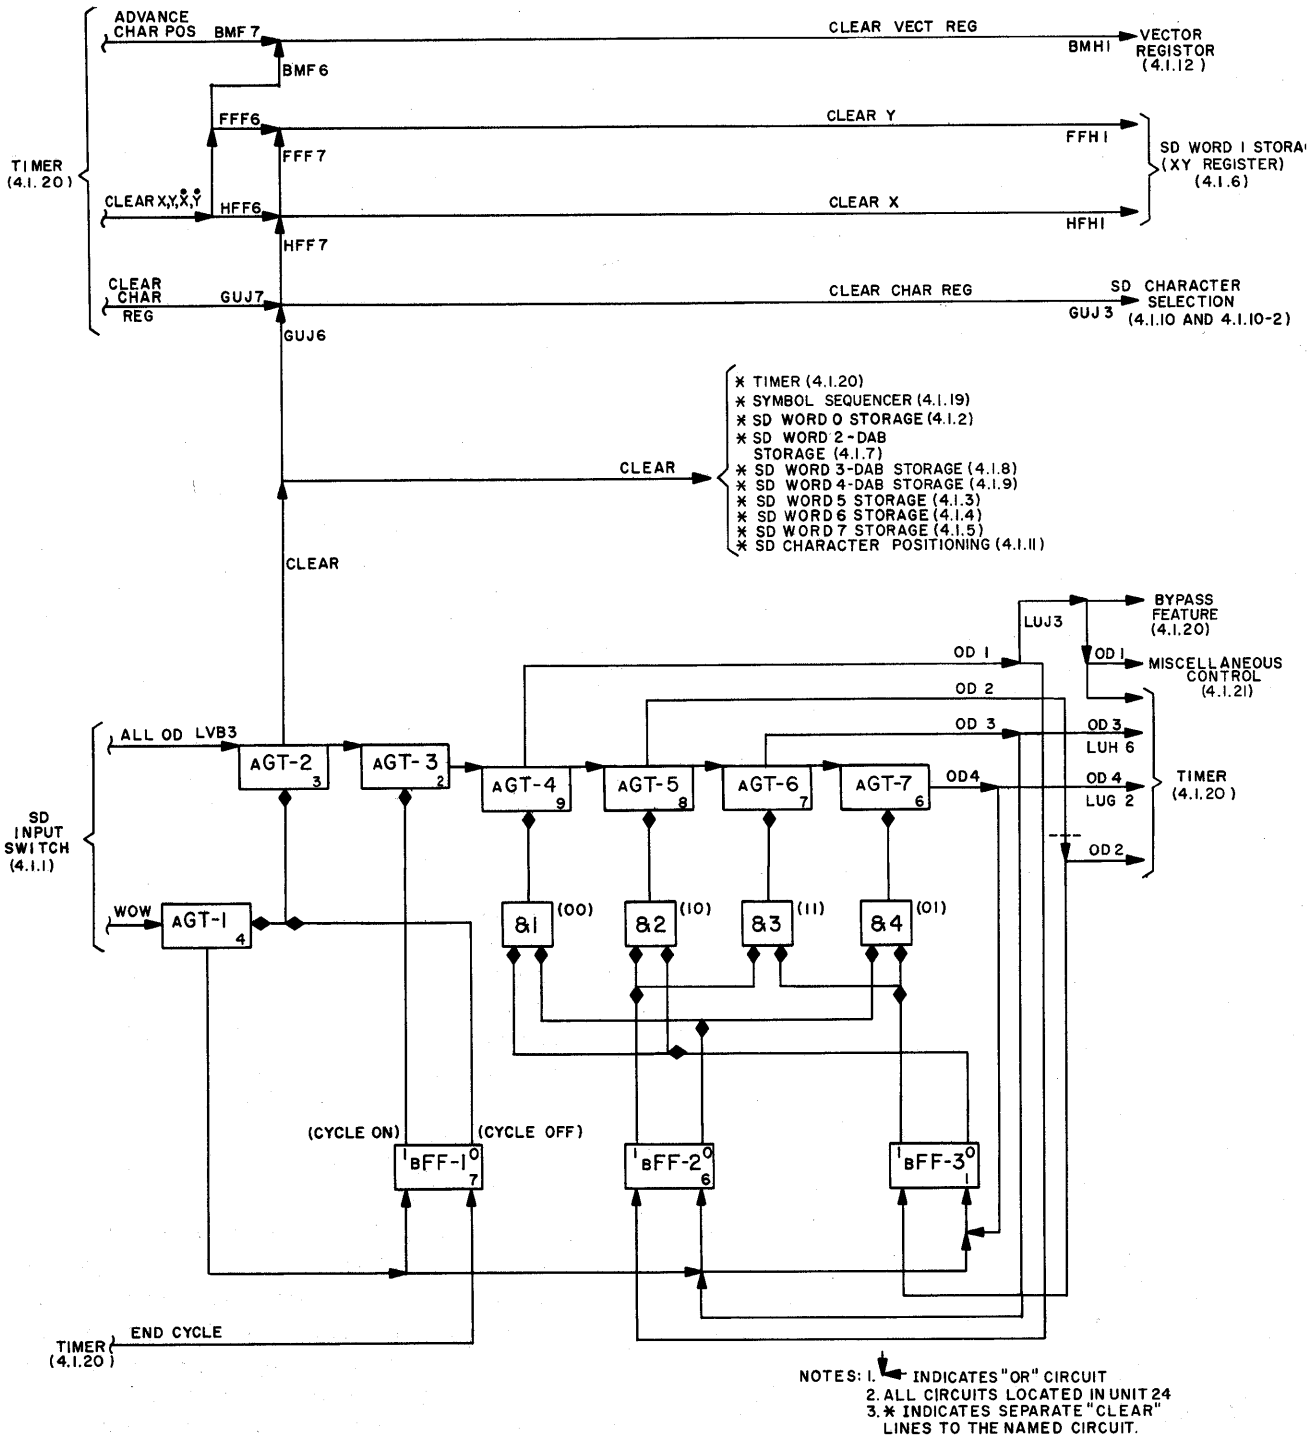 ADVANCE
CHAR POS
BMF 7
CLEAR VECT REG
BMH1
VECTOR
REGISTOR
(4.1.12)
BMF6
FFF6
CLEAR Y
FFH1
FFF7
TIMER
(4.1.20)
SD WORD 1 STORA
(XY REGISTER)
(4.1.6)
CLEAR X,Y,Ẋ,Ẏ
HFF6
CLEAR X
HFH1
HFF7
CLEAR
CHAR
REG
GUJ7
CLEAR CHAR REG
GUJ3
SD CHARACTER
SELECTION
(4.1.10 AND 4.1.10-2)
GUJ6
* TIMER (4.1.20)
* SYMBOL SEQUENCER (4.1.19)
* SD WORD 0 STORAGE (4.1.2)
* SD WORD 2-DAB
STORAGE (4.1.7)
* SD WORD 3-DAB STORAGE (4.1.8)
* SD WORD 4-DAB STORAGE (4.1.9)
* SD WORD 5 STORAGE (4.1.3)
* SD WORD 6 STORAGE (4.1.4)
* SD WORD 7 STORAGE (4.1.5)
* SD CHARACTER POSITIONING (4.1.11)
CLEAR
CLEAR
LUJ3
BYPASS
FEATURE
(4.1.20)
OD 1
OD 1
MISCELLANEOUS
CONTROL
(4.1.21)
OD 2
OD 3
OD 3
LUH 6
OD4
OD 4
LUG 2
TIMER
(4.1.20)
OD 2
ALL OD LVB3
AGT-2
3
AGT-3
2
AGT-4
9
AGT-5
8
AGT-6
7
AGT-7
6
SD
INPUT
SWITCH
(4.1.1)
WOW
AGT-1
4
&1
(00)
&2
(10)
&3
(11)
&4
(01)
(CYCLE ON)
(CYCLE OFF)
1 BFF-1 0
7
1 BFF-2 0
6
1 BFF-3 0
1
END CYCLE
TIMER
(4.1.20)
NOTES: 1. INDICATES "OR" CIRCUIT
2. ALL CIRCUITS LOCATED IN UNIT 24
3. * INDICATES SEPARATE "CLEAR"
LINES TO THE NAMED CIRCUIT.